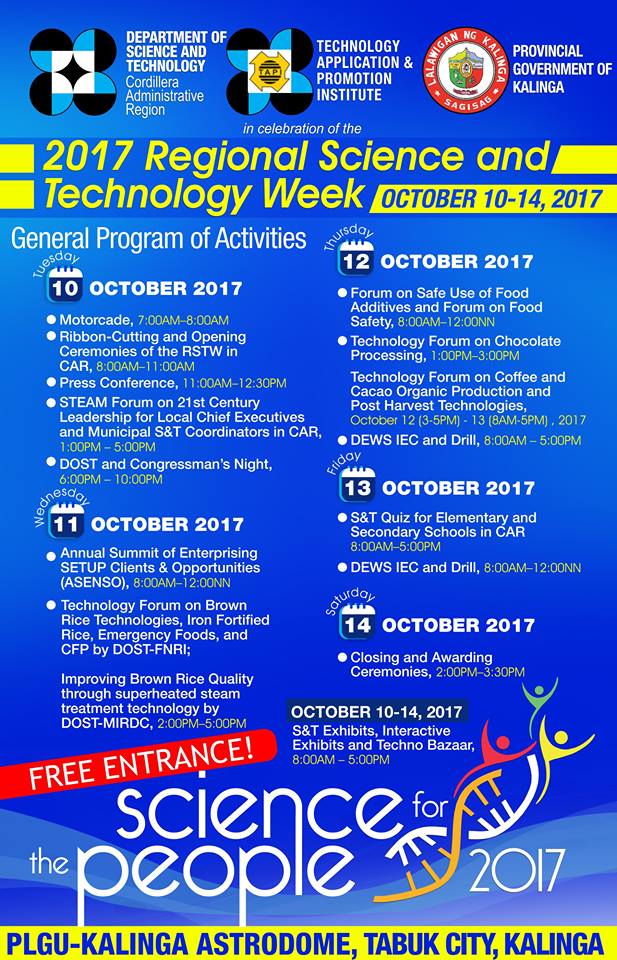 DEPARTMENT OF
SCIENCE AND
TECHNOLOGY
Cordillera
Administrative
Region
TAP
TECHNOLOGY
APPLICATION &
PROMOTION
INSTITUTE
LALAWIGAN NG KALINGA
SAGISAG
PROVINCIAL
GOVERNMENT OF
KALINGA
in celebration of the
2017 Regional Science and
Technology Week OCTOBER 10-14, 2017
General Program of Activities
Tuesday
10 OCTOBER 2017
Motorcade, 7:00AM–8:00AM
Ribbon-Cutting and Opening
Ceremonies of the RSTW in
CAR, 8:00AM–11:00AM
Press Conference, 11:00AM–12:30PM
STEAM Forum on 21st Century
Leadership for Local Chief Executives
and Municipal S&T Coordinators in CAR,
1:00PM – 5:00PM
DOST and Congressman's Night,
6:00PM – 10:00PM
Wednesday
11 OCTOBER 2017
Annual Summit of Enterprising
SETUP Clients & Opportunities
(ASENSO), 8:00AM–12:00NN
Technology Forum on Brown
Rice Technologies, Iron Fortified
Rice, Emergency Foods, and
CFP by DOST-FNRI;
Improving Brown Rice Quality
through superheated steam
treatment technology by
DOST-MIRDC, 2:00PM–5:00PM
Thursday
12 OCTOBER 2017
Forum on Safe Use of Food
Additives and Forum on Food
Safety, 8:00AM–12:00NN
Technology Forum on Chocolate
Processing, 1:00PM–3:00PM
Technology Forum on Coffee and
Cacao Organic Production and
Post Harvest Technologies,
October 12 (3-5PM) - 13 (8AM-5PM) , 2017
DEWS IEC and Drill, 8:00AM – 5:00PM
Friday
13 OCTOBER 2017
S&T Quiz for Elementary and
Secondary Schools in CAR
8:00AM–5:00PM
DEWS IEC and Drill, 8:00AM–12:00NN
Saturday
14 OCTOBER 2017
Closing and Awarding
Ceremonies, 2:00PM–3:30PM
OCTOBER 10-14, 2017
S&T Exhibits, Interactive
Exhibits and Techno Bazaar,
8:00AM – 5:00PM
FREE ENTRANCE!
science for
the people 2017
PLGU-KALINGA ASTRODOME, TABUK CITY, KALINGA